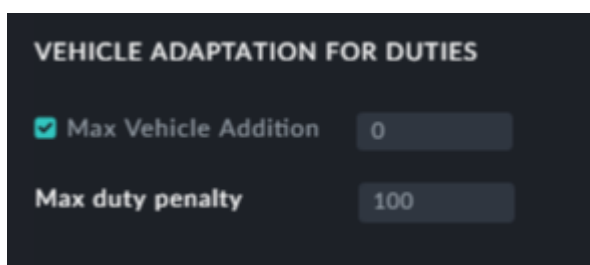 VEHICLE ADAPTATION FOR DUTIES
Max Vehicle Addition 0
Max duty penalty 100